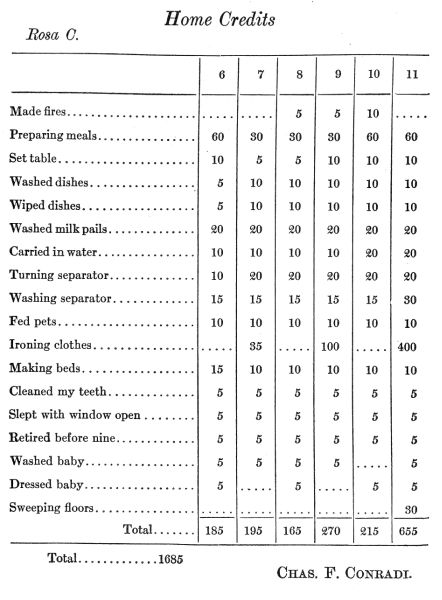 Home Credits
Rosa C.
6 7 8 9 10 11
Made fires..................... ..... ..... 5 5 10 .....
Preparing meals............. 60 30 30 30 60 60
Set table..................... 10 5 5 10 10 10
Washed dishes............... 5 10 10 10 10 10
Wiped dishes................. 5 10 10 10 10 10
Washed milk pails........... 20 20 20 20 20 20
Carried in water............. 10 10 10 10 20 20
Turning separator........... 10 20 20 20 20 20
Washing separator........... 15 15 15 15 15 30
Fed pets..................... 10 10 10 10 10 10
Ironing clothes............... ..... 35 ..... 100 ..... 400
Making beds................. 15 10 10 10 10 10
Cleaned my teeth........... 5 5 5 5 5 5
Slept with window open ....... 5 5 5 5 5 5
Retired before nine........... 5 5 5 5 5 5
Washed baby................. 5 5 5 5 ..... 5
Dressed baby................. 5 ..... 5 ..... 5 5
Sweeping floors............... ..... ..... ..... ..... ..... 30
Total....... 185 195 165 270 215 655
Total.............1685
CHAS. F. CONRADI.